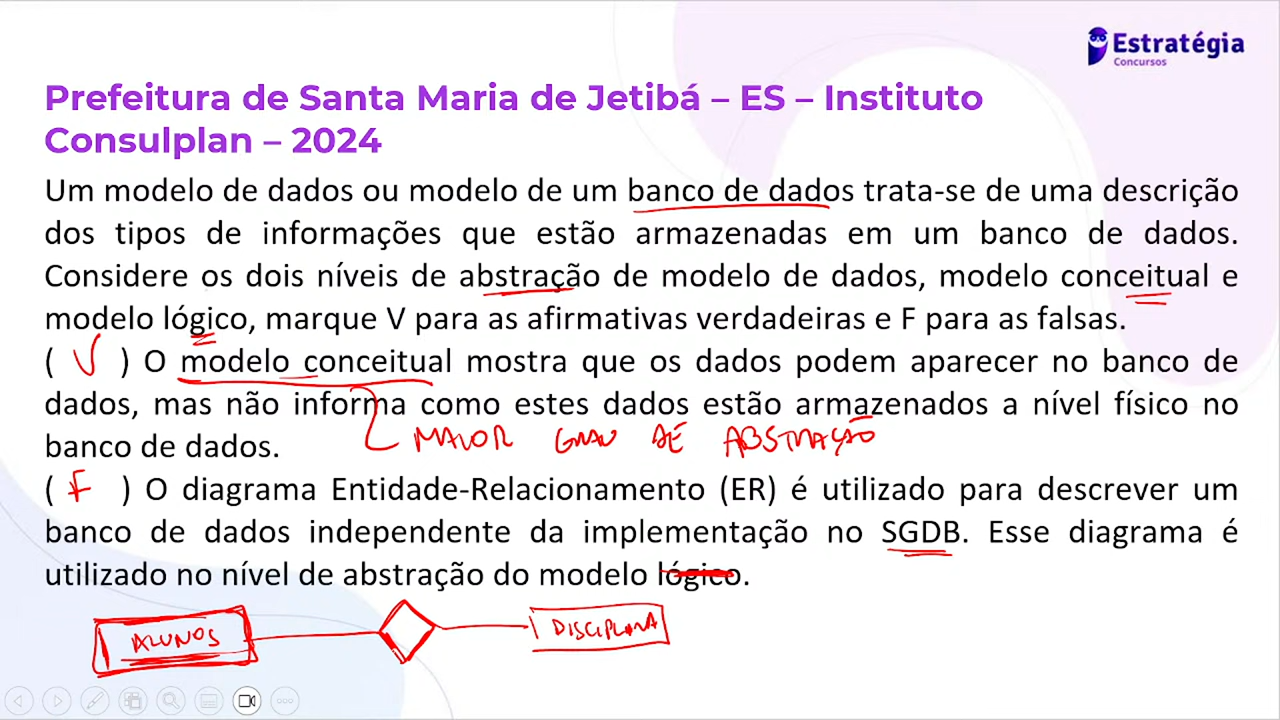 Estratégia
Concursos
Prefeitura de Santa Maria de Jetibá – ES – Instituto
Consulplan – 2024
Um modelo de dados ou modelo de um banco de dados trata-se de uma descrição
dos tipos de informações que estão armazenadas em um banco de dados.
Considere os dois níveis de abstração de modelo de dados, modelo conceitual e
modelo lógico, marque V para as afirmativas verdadeiras e F para as falsas.
( V ) O modelo conceitual mostra que os dados podem aparecer no banco de
dados, mas não informa como estes dados estão armazenados a nível físico no
banco de dados.
MAIOR GRAU DE ABSTRAÇÃO
( F ) O diagrama Entidade-Relacionamento (ER) é utilizado para descrever um
banco de dados independente da implementação no SGDB. Esse diagrama é
utilizado no nível de abstração do modelo lógico.
ALUNOS
DISCIPLINA